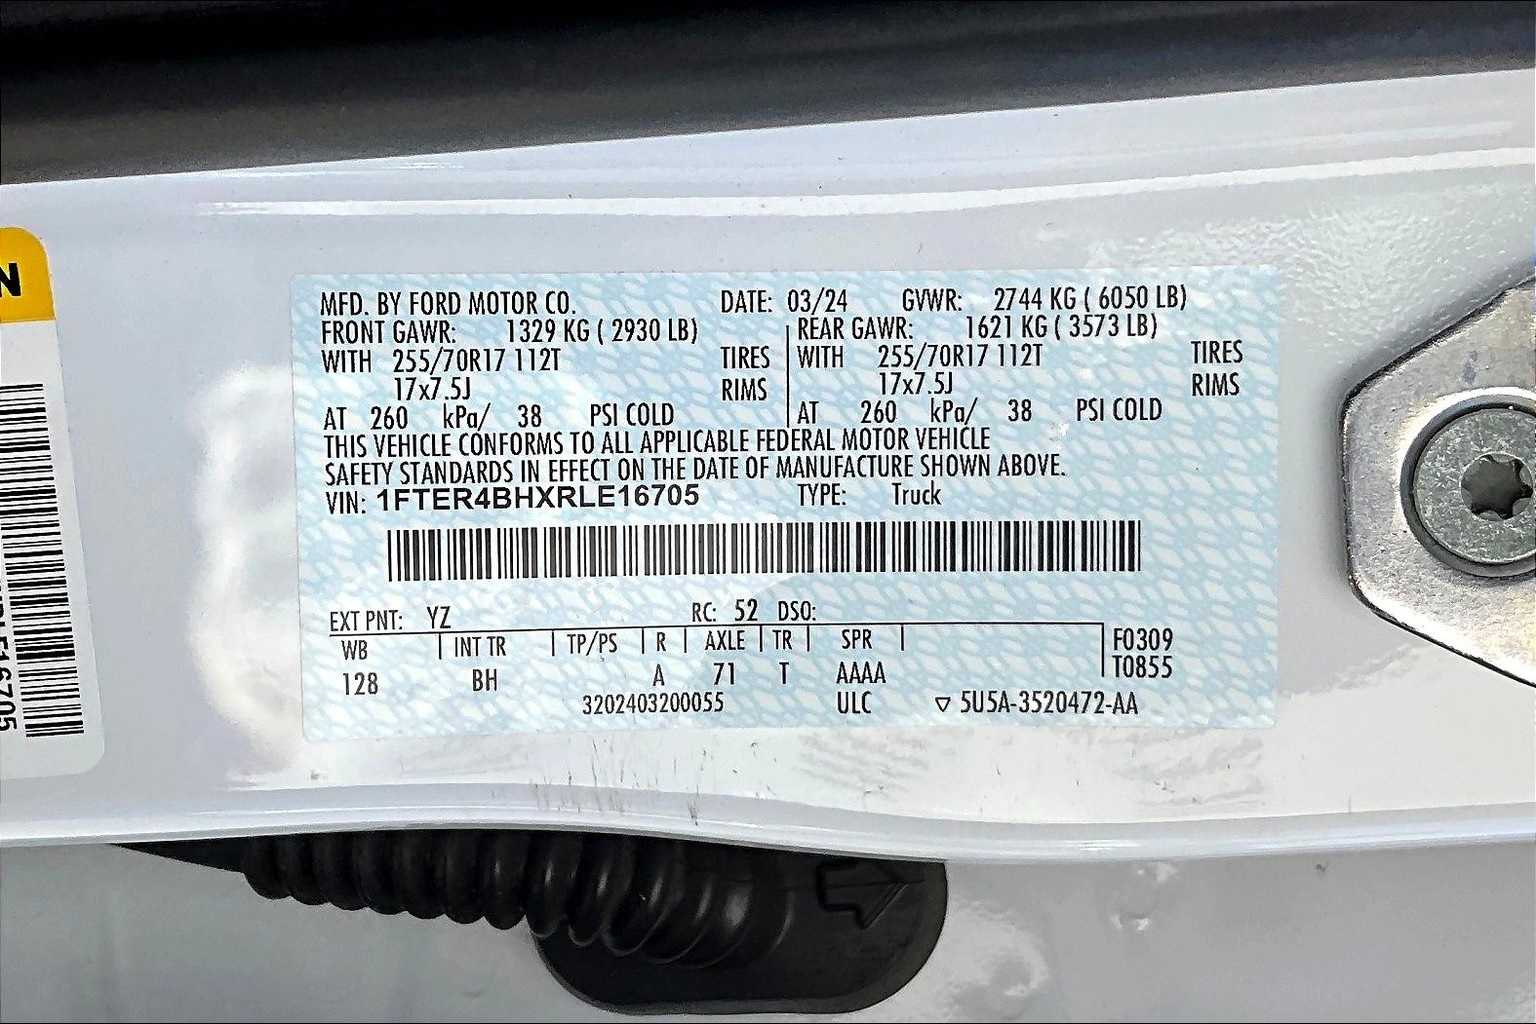 N
MFD. BY FORD MOTOR CO. DATE: 03/24 GVWR: 2744 KG ( 6050 LB)
FRONT GAWR: 1329 KG ( 2930 LB) REAR GAWR: 1621 KG ( 3573 LB)
WITH 255/70R17 112T TIRES WITH 255/70R17 112T TIRES
17x7.5J RIMS 17x7.5J RIMS
AT 260 kPa/ 38 PSI COLD AT 260 kPa/ 38 PSI COLD
THIS VEHICLE CONFORMS TO ALL APPLICABLE FEDERAL MOTOR VEHICLE
SAFETY STANDARDS IN EFFECT ON THE DATE OF MANUFACTURE SHOWN ABOVE.
VIN: 1FTER4BHXRLE16705 TYPE: Truck
EXT PNT: YZ RC: 52 DSO:
WB INT TR TP/PS R AXLE TR SPR F0309
128 BH A 71 T AAAA T0855
3202403200055 ULC ▽ 5U5A-3520472-AA